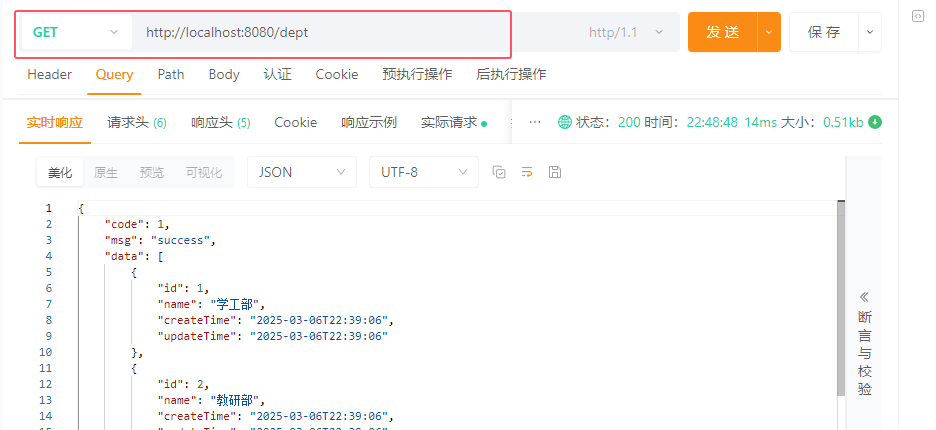 GET http://localhost:8080/dept http/1.1 发 送 保 存
Header Query Path Body 认证 Cookie 预执行操作 后执行操作
实时响应 请求头 (6) 响应头 (5) Cookie 响应示例 实际请求 ··· 状态： 200 时间： 22:48:48 14ms 大小： 0.51kb
美化 原生 预览 可视化 JSON UTF-8
1 {
2 "code": 1,
3 "msg": "success",
4 "data": [
5 {
6 "id": 1,
7 "name": "学工部",
8 "createTime": "2025-03-06T22:39:06",
9 "updateTime": "2025-03-06T22:39:06"
10 },
11 {
12 "id": 2,
13 "name": "教研部",
14 "createTime": "2025-03-06T22:39:06",
断言与校验